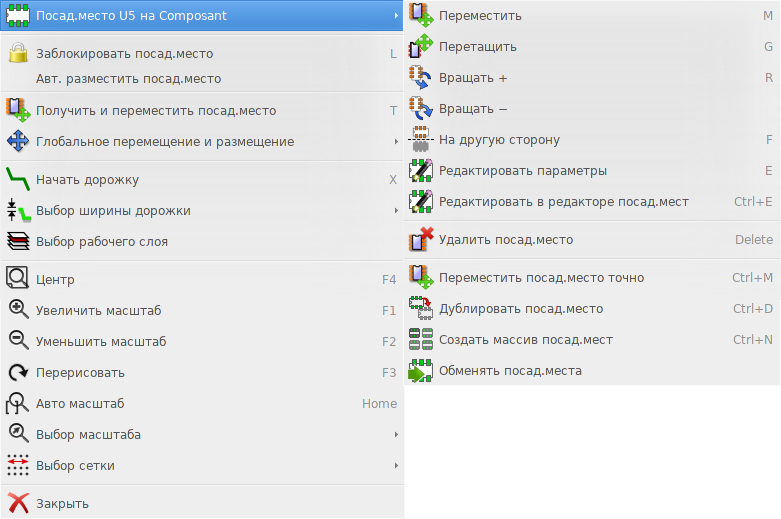 Посад.место U5 на Composant
Заблокировать посад.место L
Авт. разместить посад.место
Получить и переместить посад.место T
Глобальное перемещение и размещение
Начать дорожку X
Выбор ширины дорожки
Выбор рабочего слоя
Центр F4
Увеличить масштаб F1
Уменьшить масштаб F2
Перерисовать F3
Авто масштаб Home
Выбор масштаба
Выбор сетки
Закрыть
Переместить M
Перетащить G
Вращать + R
Вращать −
На другую сторону F
Редактировать параметры E
Редактировать в редакторе посад.мест Ctrl+E
Удалить посад.место Delete
Переместить посад.место точно Ctrl+M
Дублировать посад.место Ctrl+D
Создать массив посад.мест Ctrl+N
Обменять посад.места